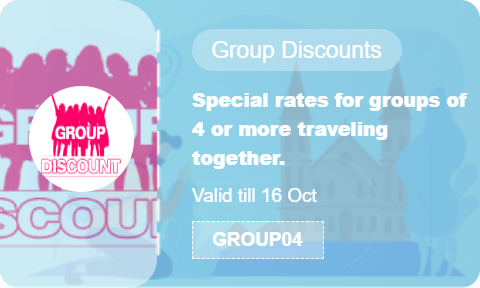 Group Discounts
Special rates for groups of
4 or more traveling
together.
Valid till 16 Oct
GROUP04
GROUP
DISCOUNT
SCOU